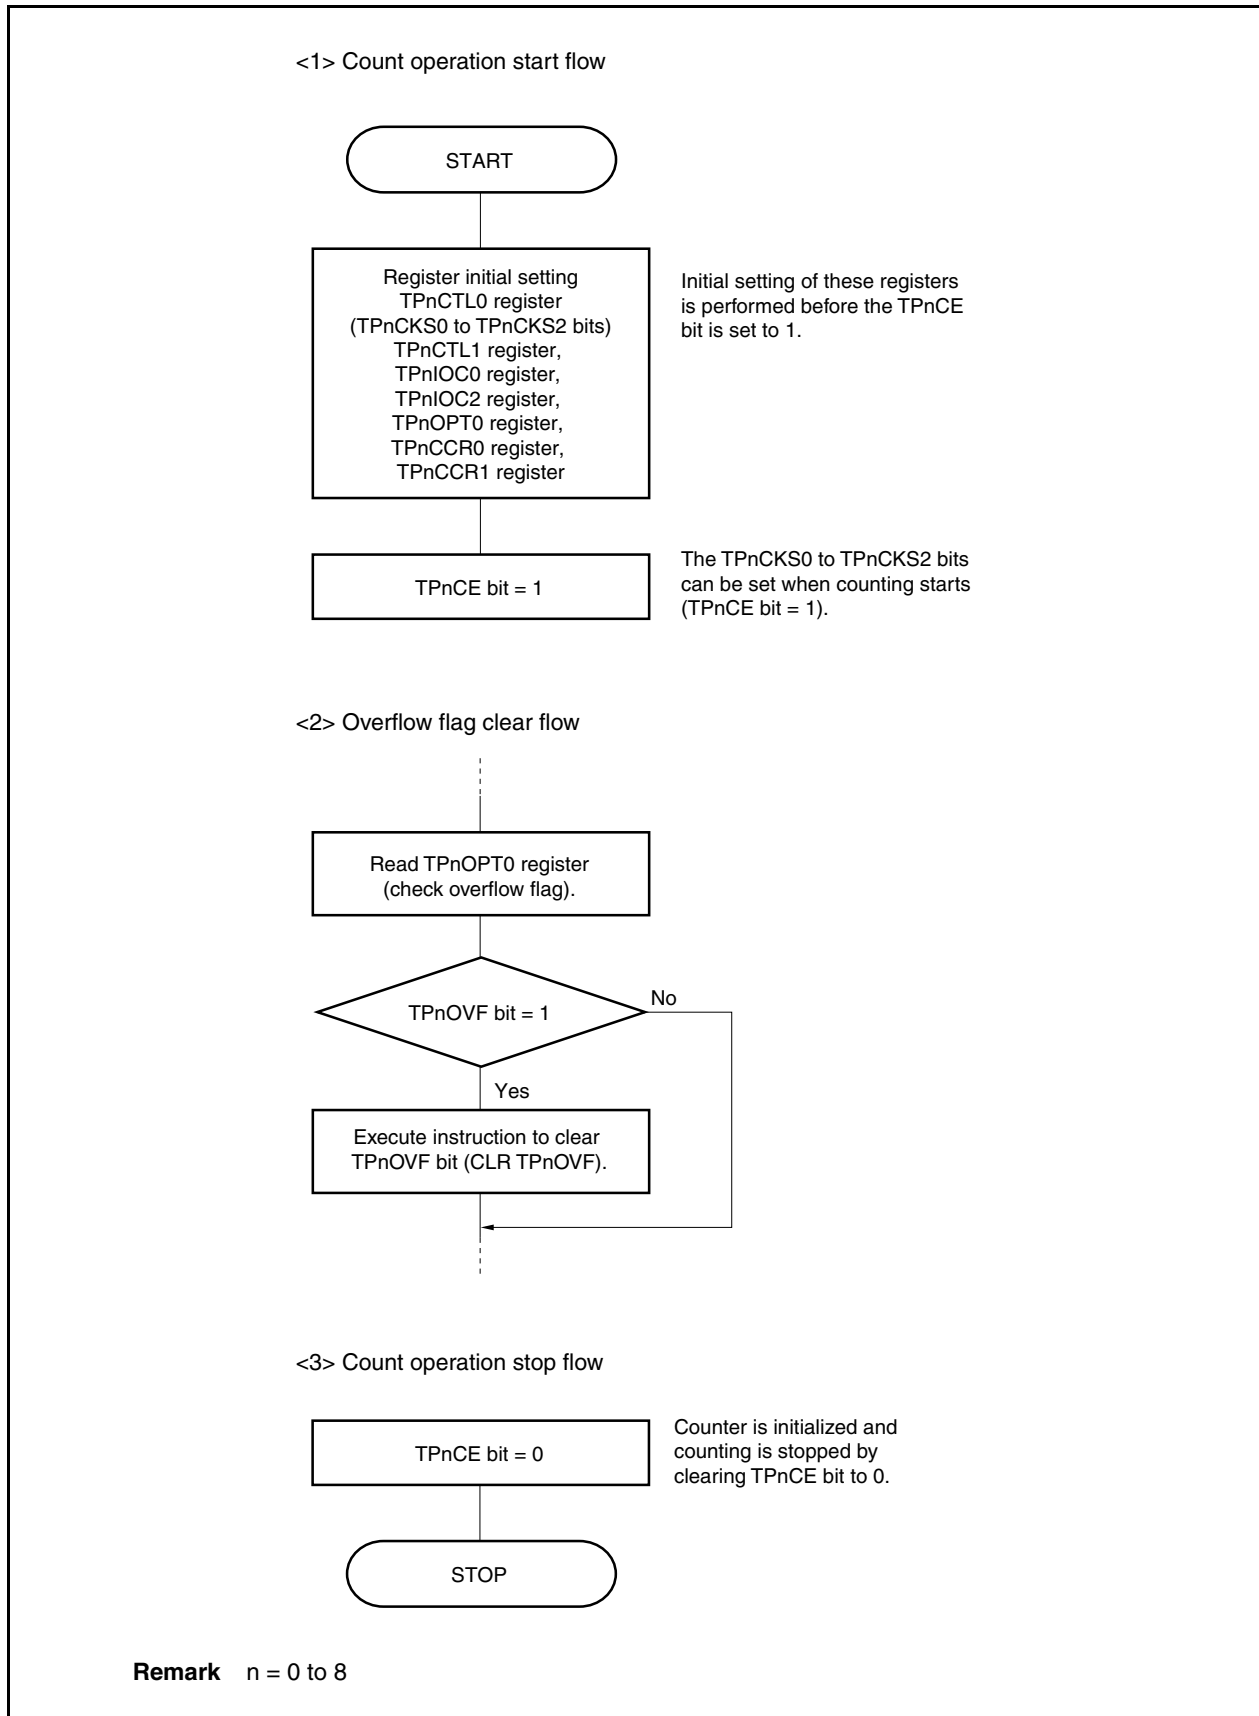 <1> Count operation start flow
START
Register initial setting
TPnCTL0 register
(TPnCKS0 to TPnCKS2 bits)
TPnCTL1 register,
TPnIOC0 register,
TPnIOC2 register,
TPnOPT0 register,
TPnCCR0 register,
TPnCCR1 register
Initial setting of these registers
is performed before the TPnCE
bit is set to 1.
TPnCE bit = 1
The TPnCKS0 to TPnCKS2 bits
can be set when counting starts
(TPnCE bit = 1).
<2> Overflow flag clear flow
Read TPnOPT0 register
(check overflow flag).
TPnOVF bit = 1
No
Yes
Execute instruction to clear
TPnOVF bit (CLR TPnOVF).
<3> Count operation stop flow
TPnCE bit = 0
Counter is initialized and
counting is stopped by
clearing TPnCE bit to 0.
STOP
Remark n = 0 to 8